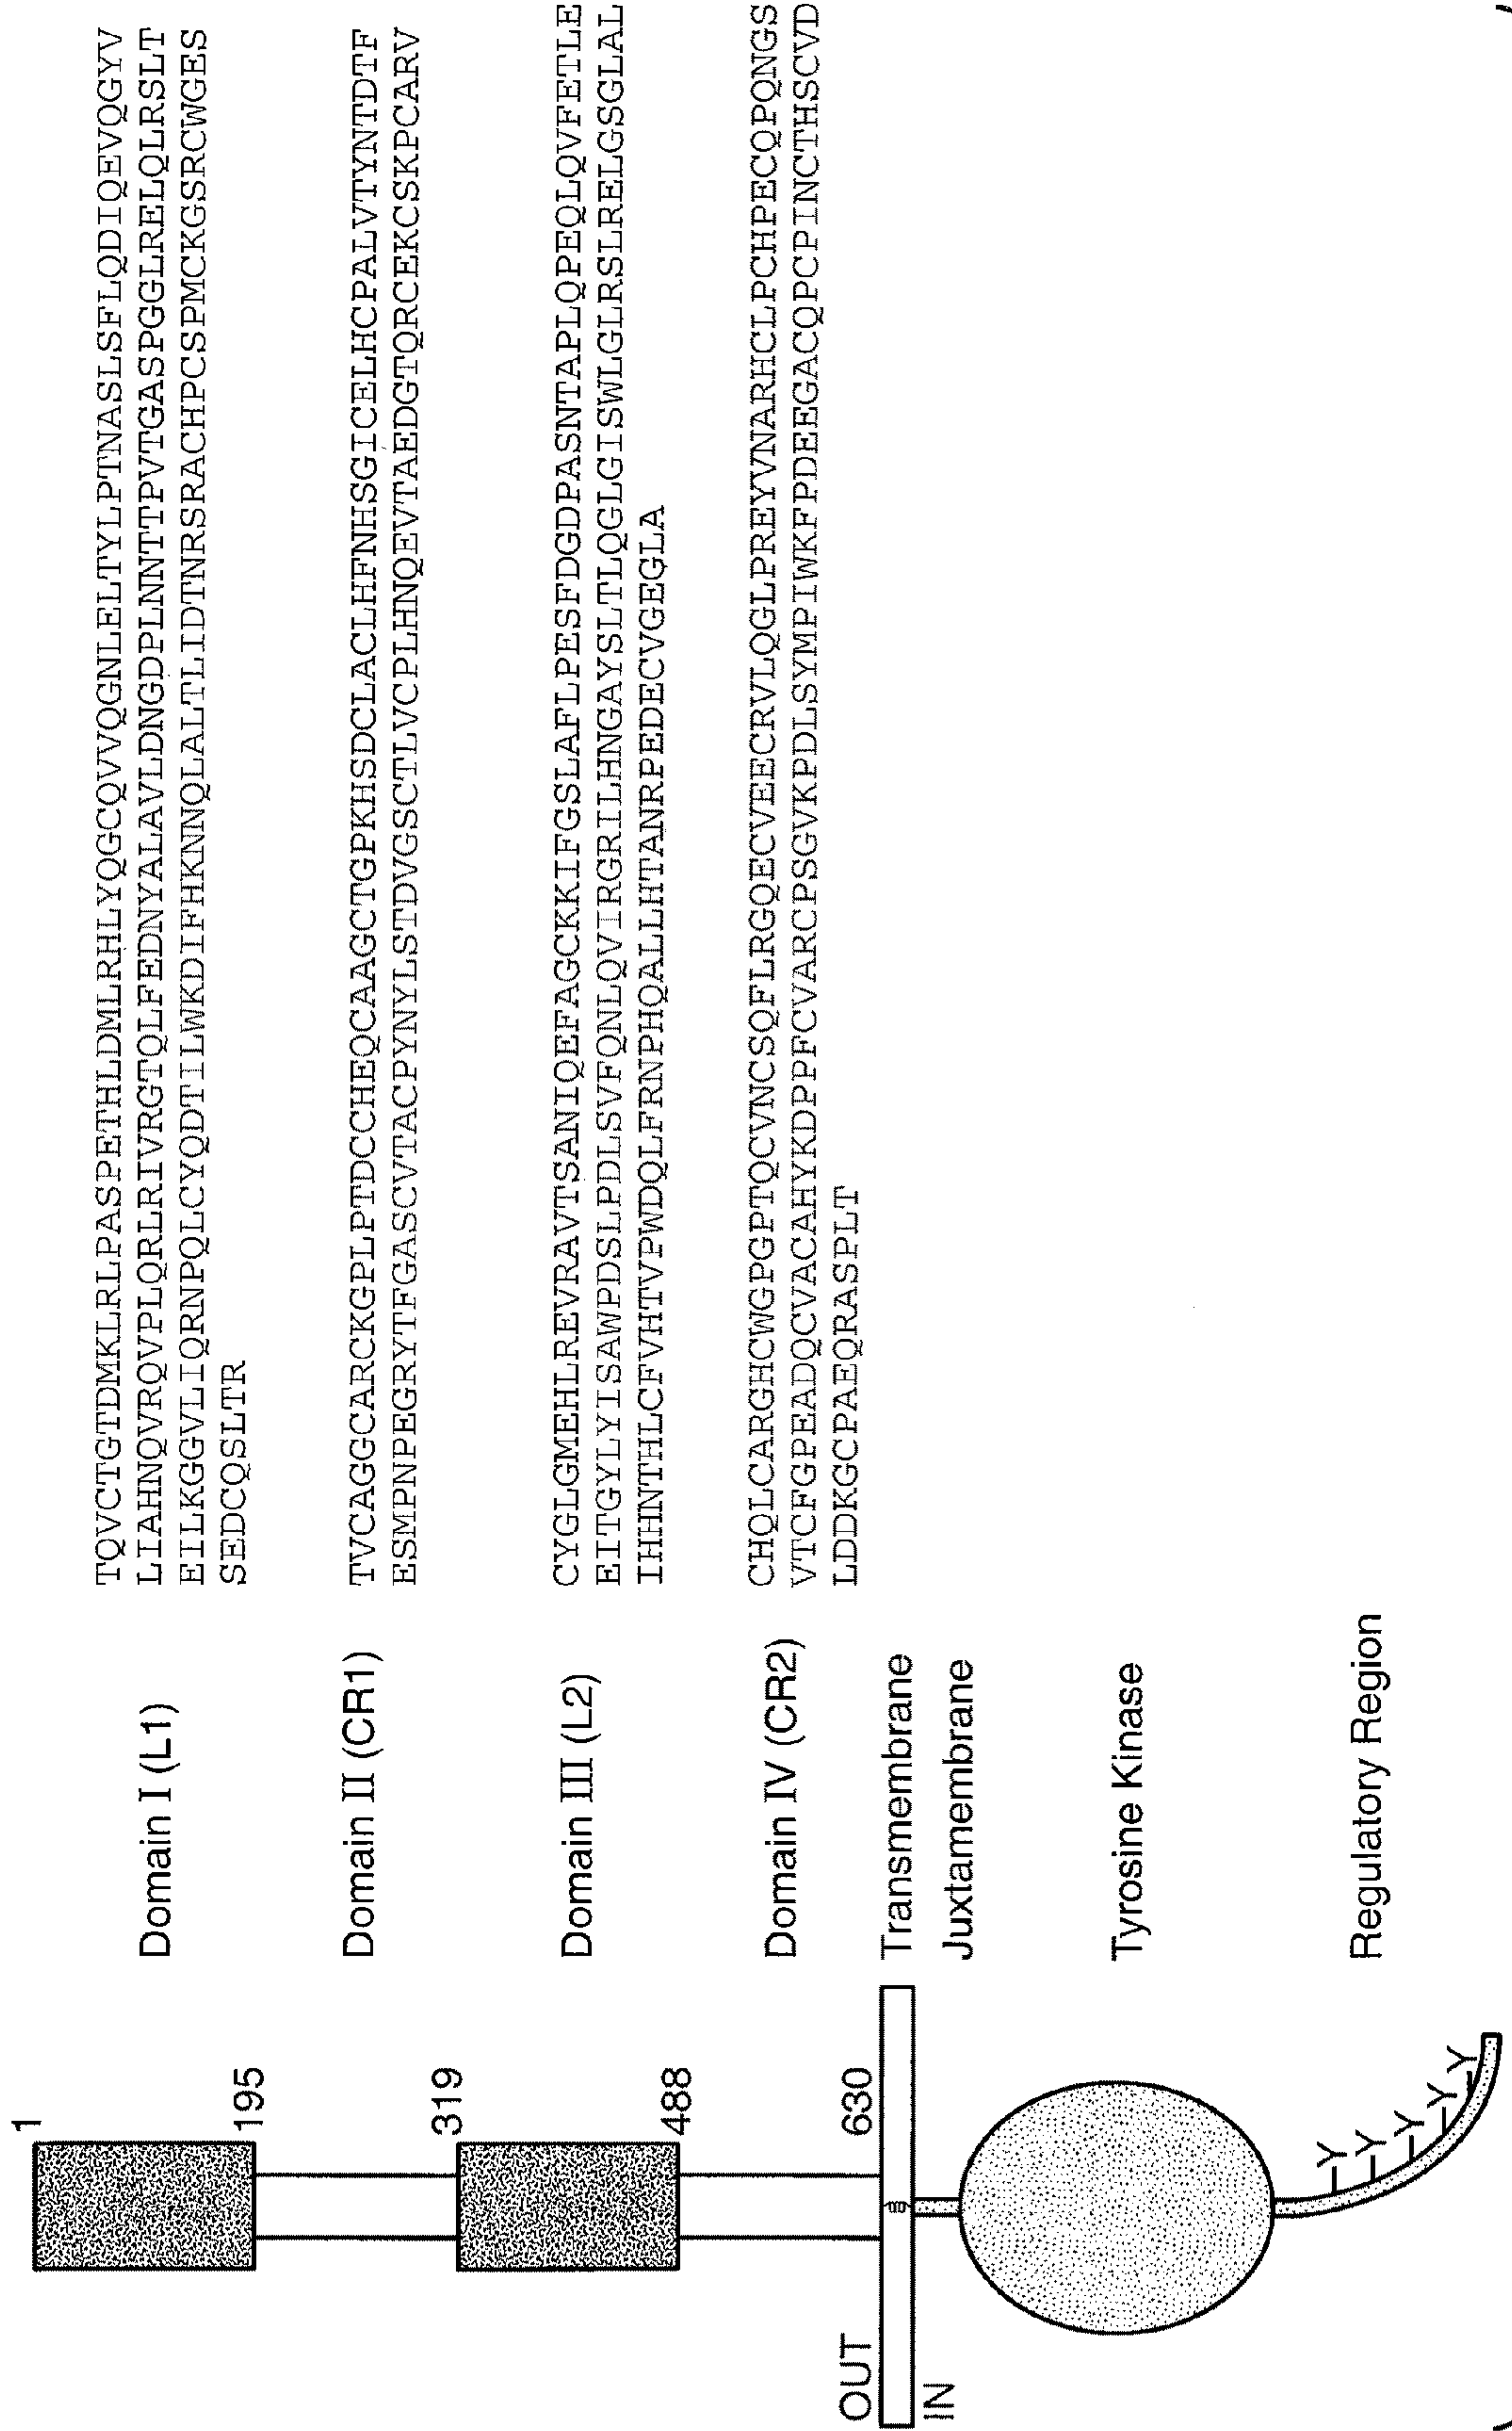 1
Domain I (L1)
TQVCTGTDMKLRLPASPETHLDMLRHLYQGCQVVQGNLELTYLPTNASLSFLQDIQEVQGYV
LIAHNQVRQVPLQRLRIVRGTQLFEDNYALAVLDNGDPLNNTTPVTGASPGGLRELQLRSLT
EILKGGVLIQRNPQLCYQDTILWKDIFHKNNQLALTLIDTNRSRACHPCSPMCKGSRCWGES
SEDCQSLTR
195
Domain II (CR1)
TVCAGGCARCKGPLPTDCCHEQCAAGCTGPKHSDCLACLHFNHSGICELHCPALVTYNTDTF
ESMPNPEGRYTFGASCVTACPYNYLSTDVGSCTLVCPLHNQEVTAEDGTQRCEKCSKPCARV
319
Domain III (L2)
CYGLGMEHLREVRAVTSANIQEFAGCKKIFGSLAFLPESFDGDPASNTAPLQPEQLQVFETLE
EITGYLYISAWPDSLPDLSVFQNLQVIRGRILHNGAYSLTLQGLGISWLGLRSLRELGSGLAL
IHHNTHLCFVHTVPWDQLFRNPHQALLHTANRPEDECVGEGLA
488
Domain IV (CR2)
CHQLCARGHCWGPGPTQCVNCSQFLRGQECVEECRVLQGLPREYVNARHCLPCHPECQPQNGS
VTCFGPEADQCVACAHYKDPPFCVARCPSGVKPDLSYMPIWKFPDEEGACQPCPINCTHSCVD
LDDKGCPAEQRASPLT
630
OUT
Transmembrane
IN
Juxtamembrane
Tyrosine Kinase
Regulatory Region
Y
Y
Y
Y
Y